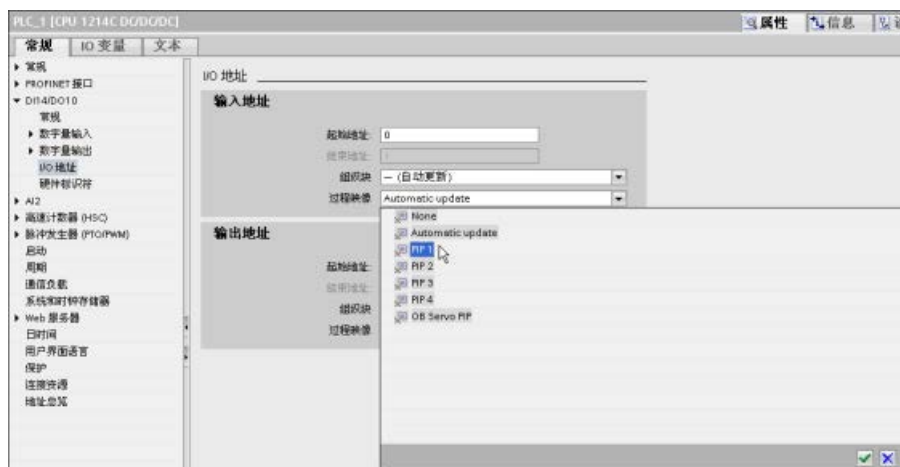 PLC_1 [CPU 1214C DC/DC/DC]
属性
信息
常规
IO 变量
文本
常规
PROFINET 接口
DI14/DO10
常规
数字量输入
数字量输出
I/O 地址
硬件标识符
AI2
高速计数器 (HSC)
脉冲发生器 (PTO/PWM)
启动
周期
通信负载
系统和时钟存储器
Web 服务器
日时间
用户界面语言
保护
连接资源
地址总览
I/O 地址
输入地址
起始地址: 0
结束地址: 1
组织块 — (自动更新)
过程映像 Automatic update
None
Automatic update
PIP 1
PIP 2
PIP 3
PIP 4
OB Servo PIP
输出地址
起始地址:
结束地址:
组织块
过程映像